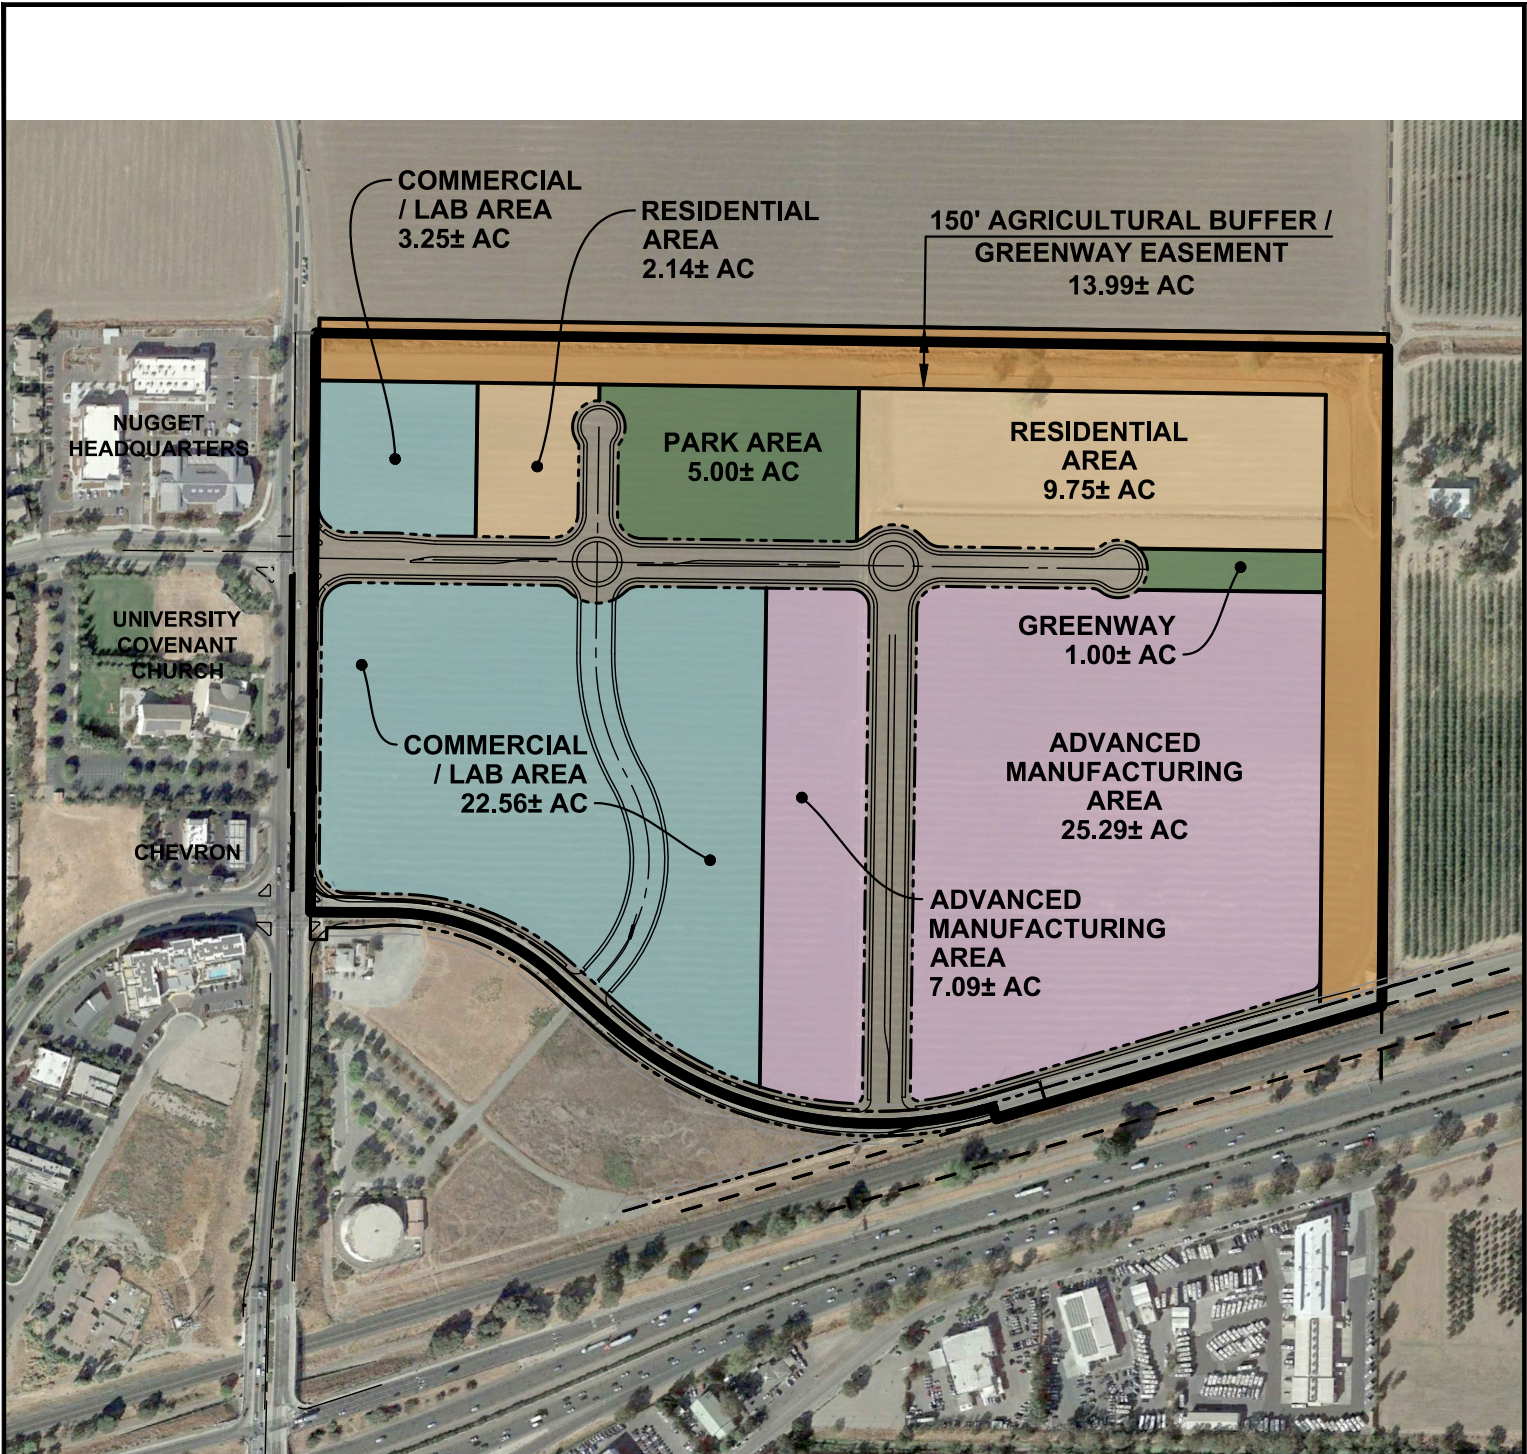 COMMERCIAL
/ LAB AREA
3.25± AC
RESIDENTIAL
AREA
2.14± AC
150' AGRICULTURAL BUFFER /
GREENWAY EASEMENT
13.99± AC
NUGGET
HEADQUARTERS
PARK AREA
5.00± AC
RESIDENTIAL
AREA
9.75± AC
UNIVERSITY
COVENANT
CHURCH
GREENWAY
1.00± AC
COMMERCIAL
/ LAB AREA
22.56± AC
ADVANCED
MANUFACTURING
AREA
25.29± AC
CHEVRON
ADVANCED
MANUFACTURING
AREA
7.09± AC